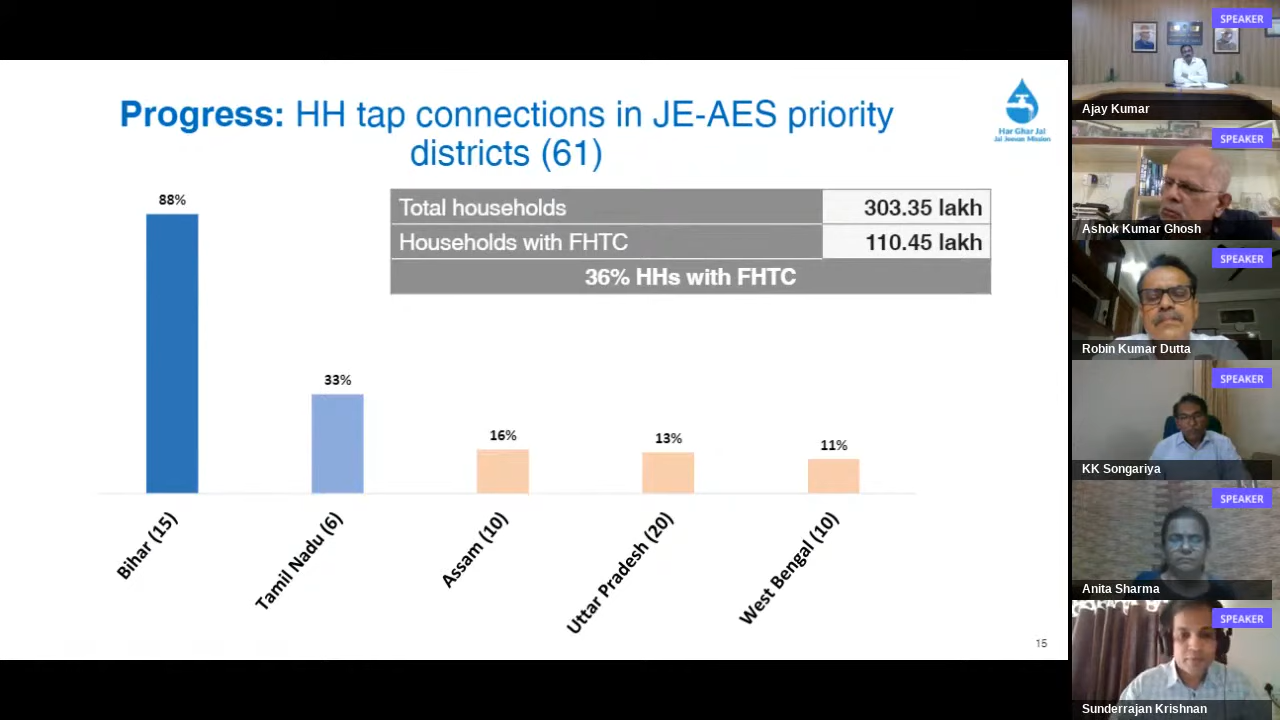 Progress: HH tap connections in JE-AES priority
districts (61)
Har Ghar Jal
Jal Jeevan Mission
Total households 303.35 lakh
Households with FHTC 110.45 lakh
36% HHs with FHTC
88%
33%
16%
13%
11%
Bihar (15)
Tamil Nadu (6)
Assam (10)
Uttar Pradesh (20)
West Bengal (10)
15
SPEAKER
Ajay Kumar
SPEAKER
Ashok Kumar Ghosh
SPEAKER
Robin Kumar Dutta
SPEAKER
KK Songariya
SPEAKER
Anita Sharma
SPEAKER
Sunderrajan Krishnan